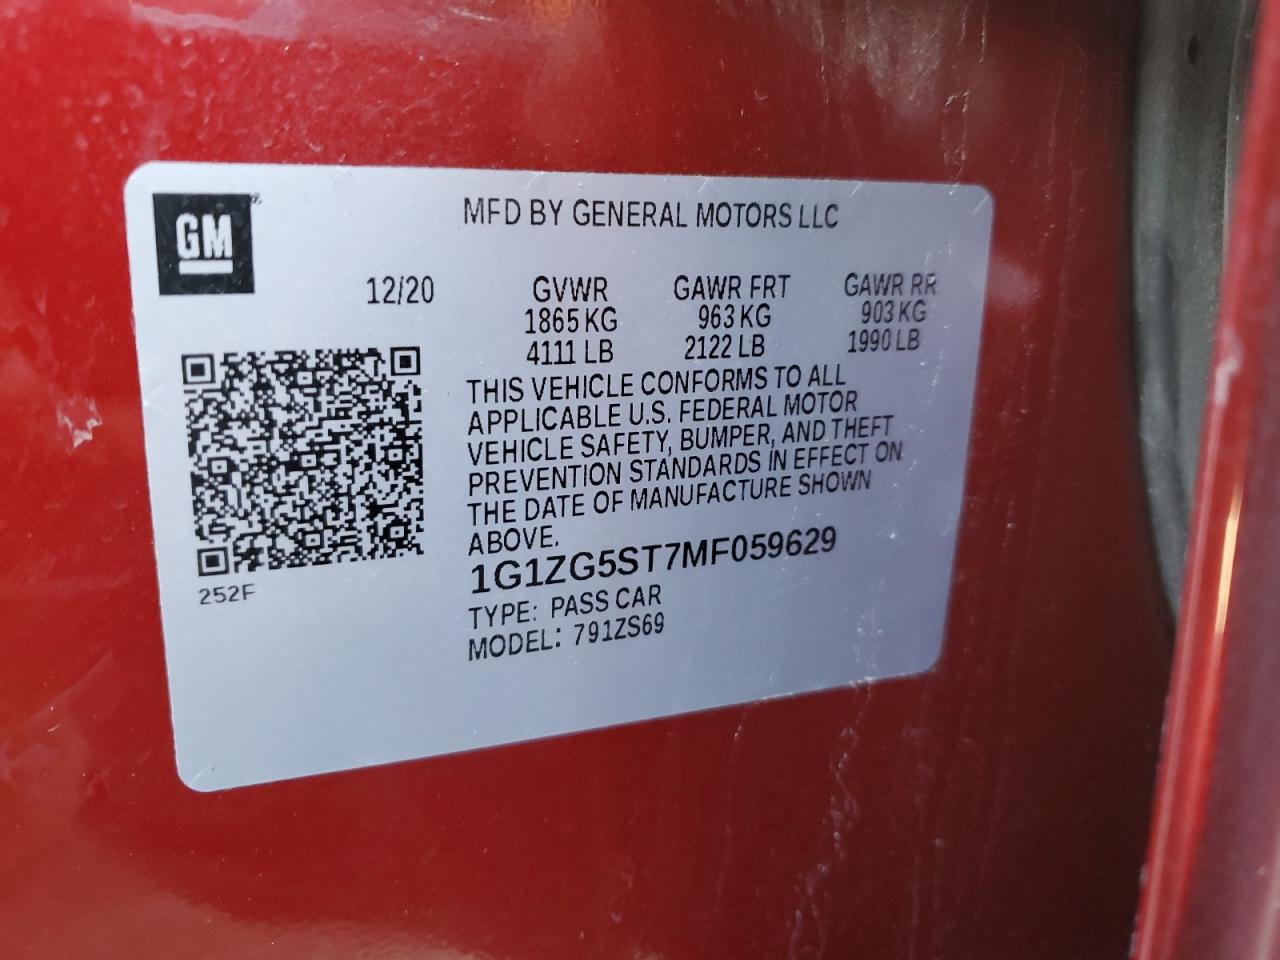 GM
MFD BY GENERAL MOTORS LLC
12/20 GVWR GAWR FRT GAWR RR
1865 KG 963 KG 903 KG
4111 LB 2122 LB 1990 LB
THIS VEHICLE CONFORMS TO ALL
APPLICABLE U.S. FEDERAL MOTOR
VEHICLE SAFETY, BUMPER, AND THEFT
PREVENTION STANDARDS IN EFFECT ON
THE DATE OF MANUFACTURE SHOWN
ABOVE.
1G1ZG5ST7MF059629
252F
TYPE: PASS CAR
MODEL: 791ZS69